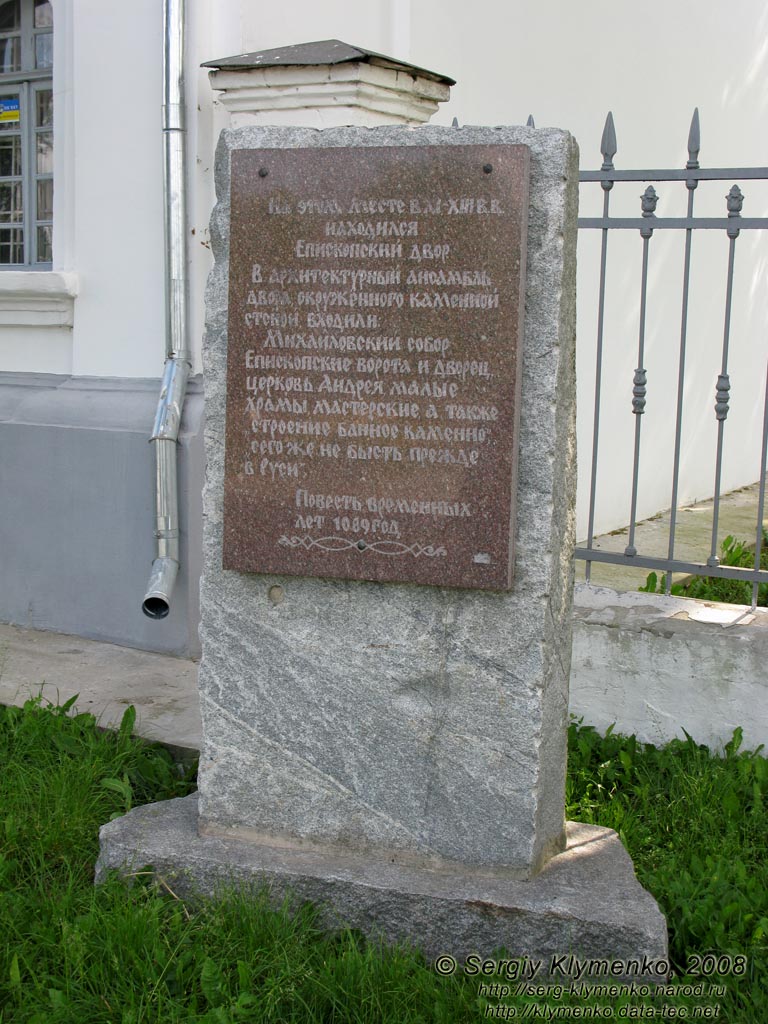 На этом месте в XI-XIII в.в.
находился
Епископский двор
В архитектурный ансамбль
двора, окруженного каменной
стеной, входили:
Михайловский собор
Епископские ворота и дворец,
церковь Андрея малые
храмы мастерские а также
"строение банное каменно,
сего же не бысть прежде
в Руси".
Повесть временных
лет 1089 год
© Sergiy Klymenko, 2008
http://serg-klymenko.narod.ru
http://klymenko.data-tec.net